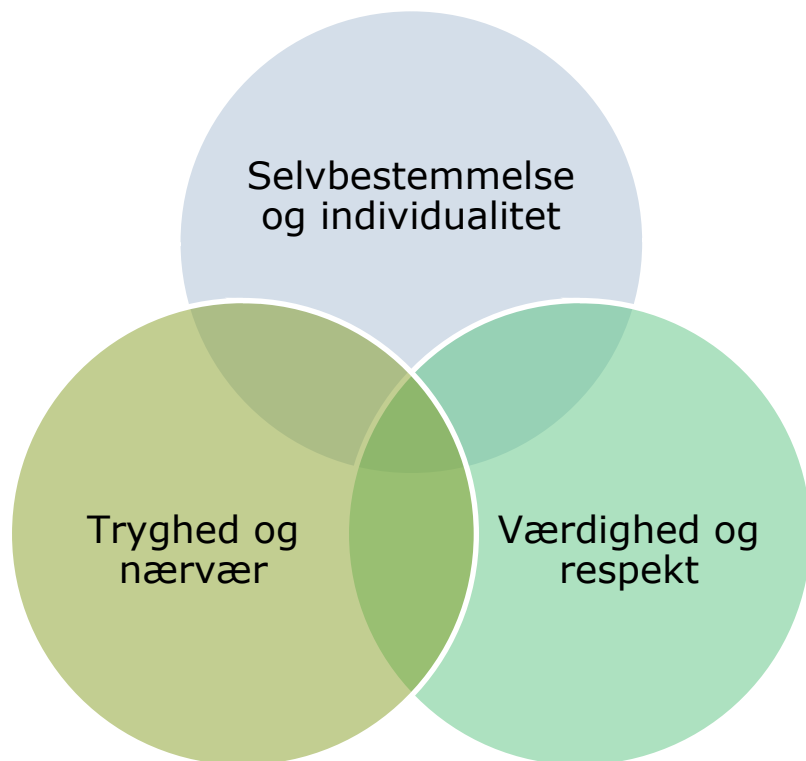 Selvbestemmelse
og individualitet
Tryghed og
nærvær
Værdighed og
respekt